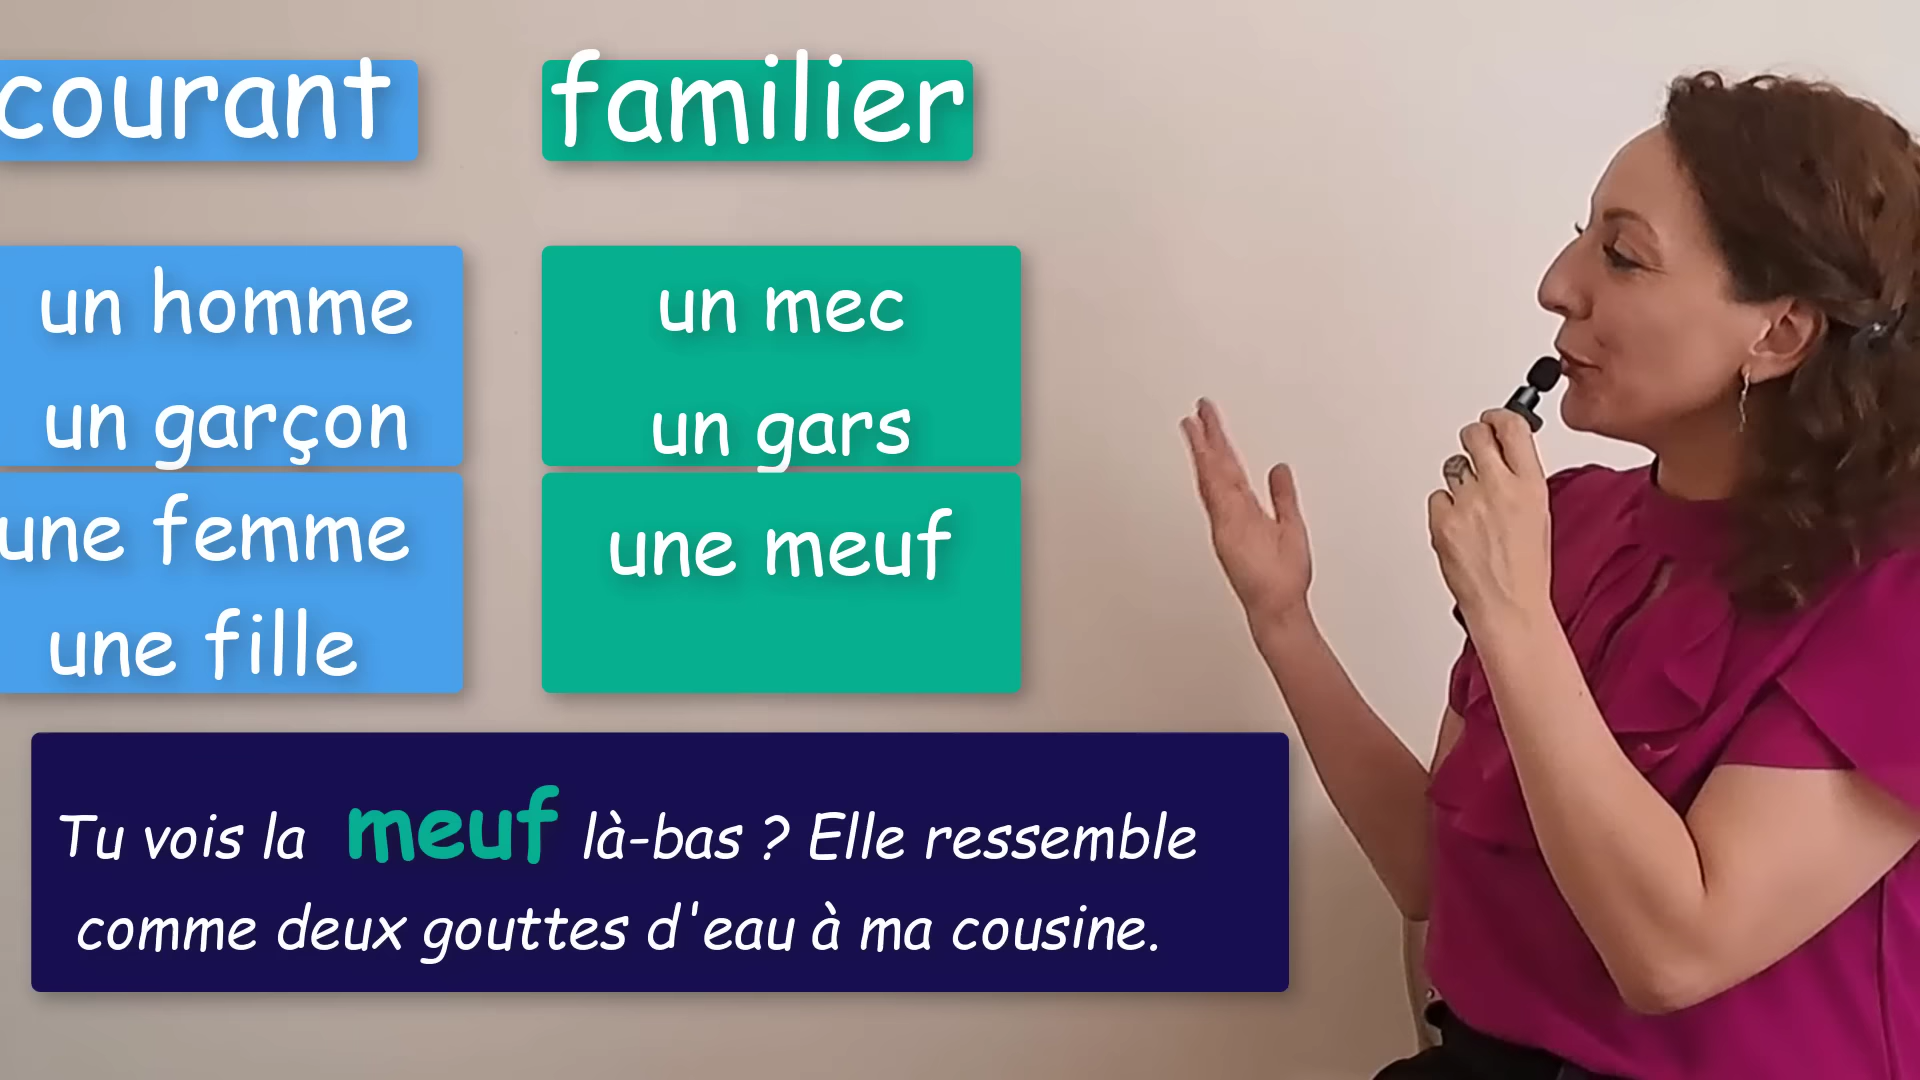 courant
familier
un homme
un garçon
un mec
un gars
une femme
une fille
une meuf
Tu vois la meuf là-bas ? Elle ressemble
comme deux gouttes d'eau à ma cousine.